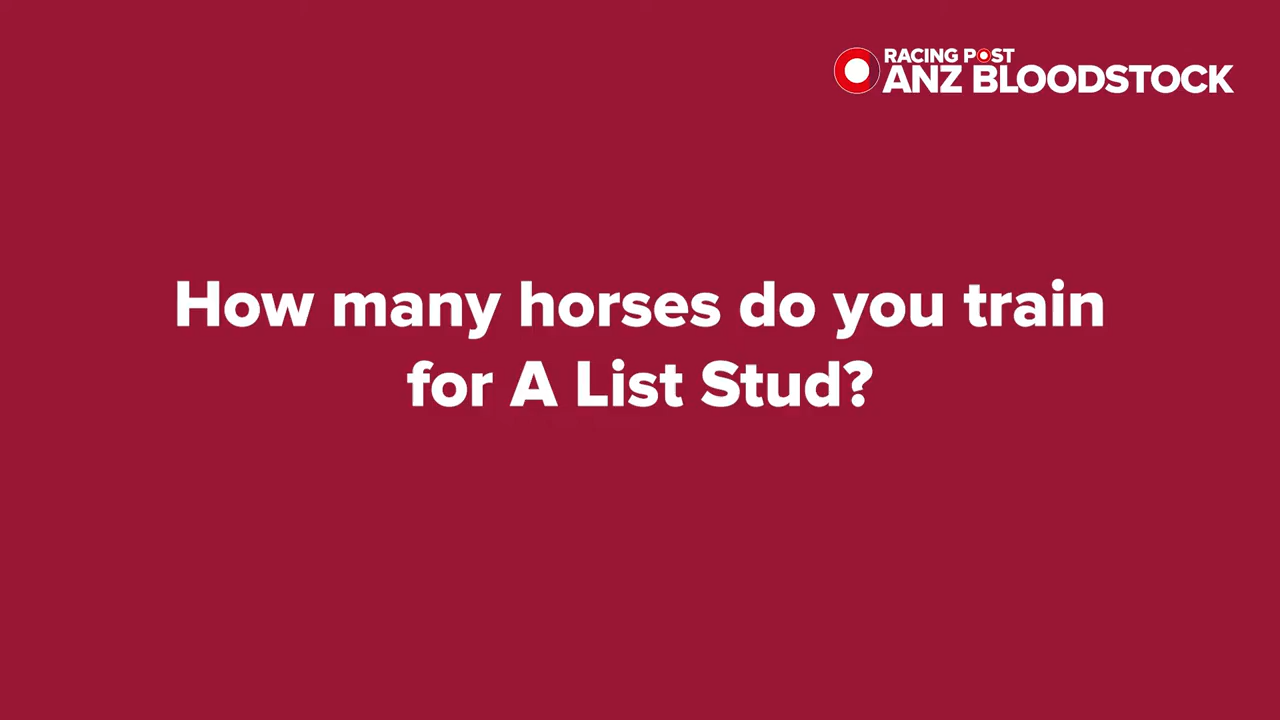 RACING POST
ANZ BLOODSTOCK
How many horses do you train
for A List Stud?